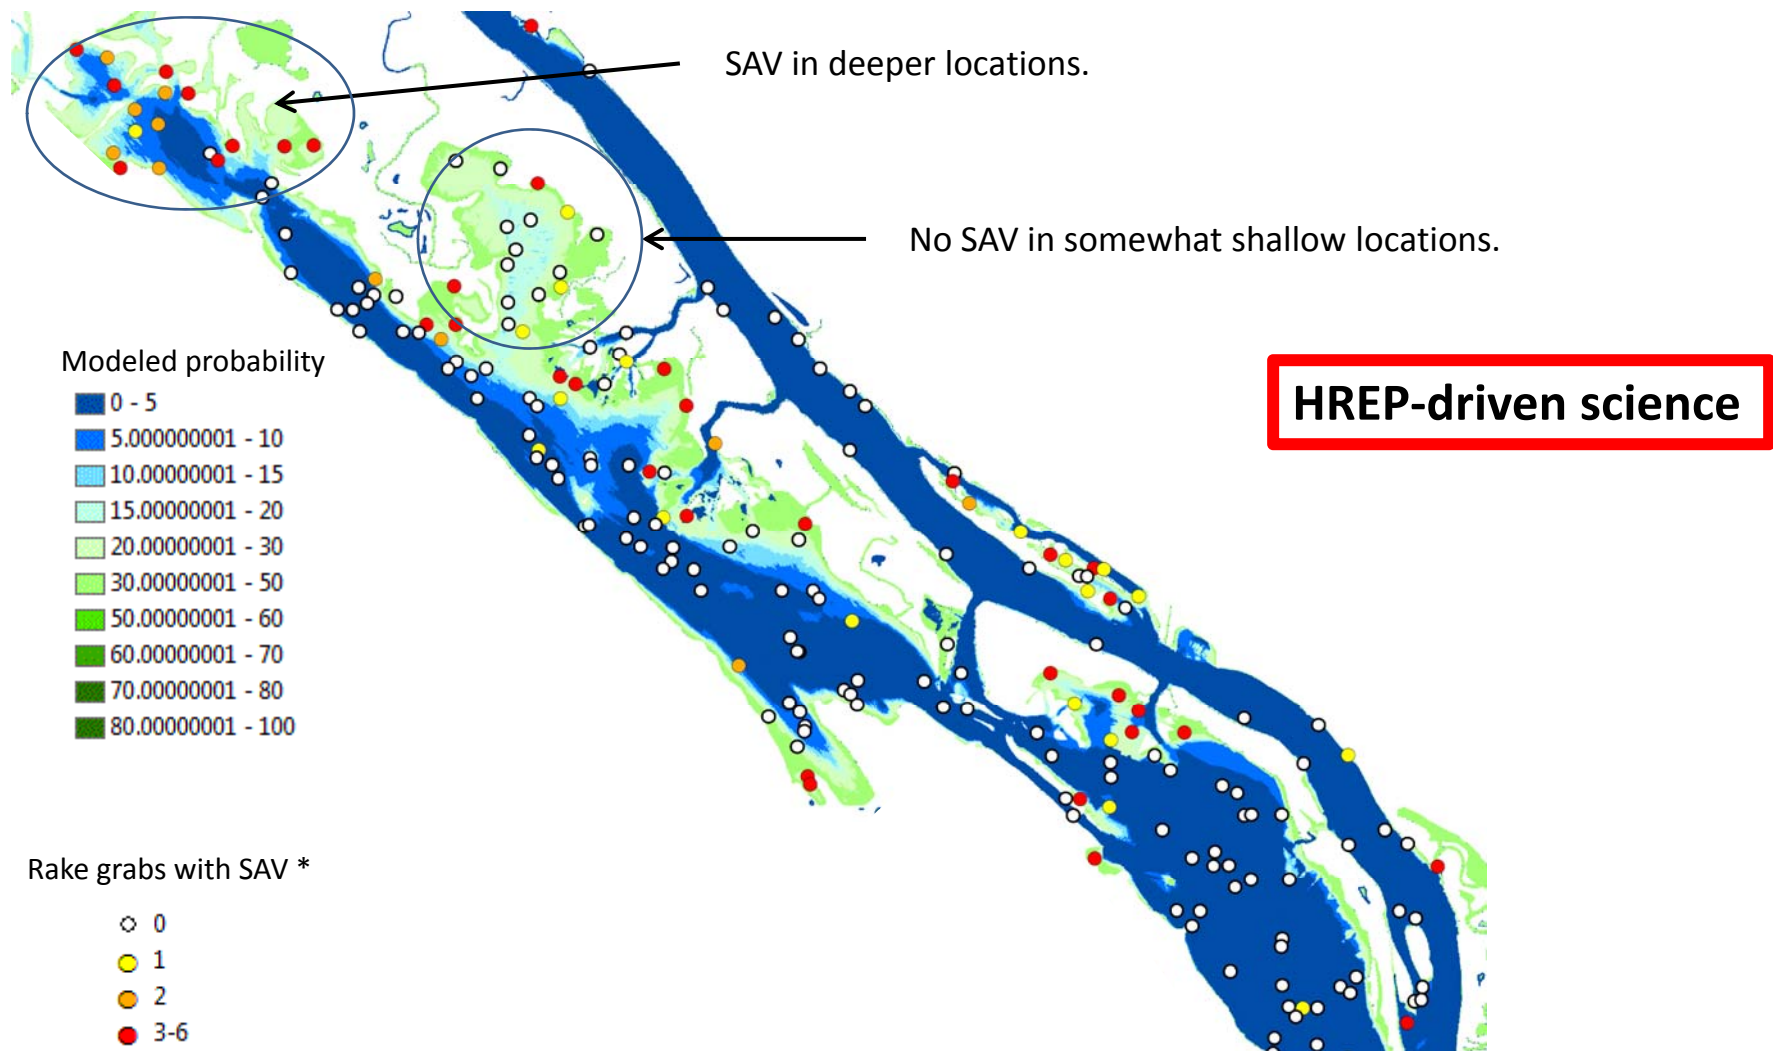 SAV in deeper locations.
No SAV in somewhat shallow locations.
HREP-driven science
Modeled probability
0 - 5
5.000000001 - 10
10.00000001 - 15
15.00000001 - 20
20.00000001 - 30
30.00000001 - 50
50.00000001 - 60
60.00000001 - 70
70.00000001 - 80
80.00000001 - 100
Rake grabs with SAV *
0
1
2
3-6